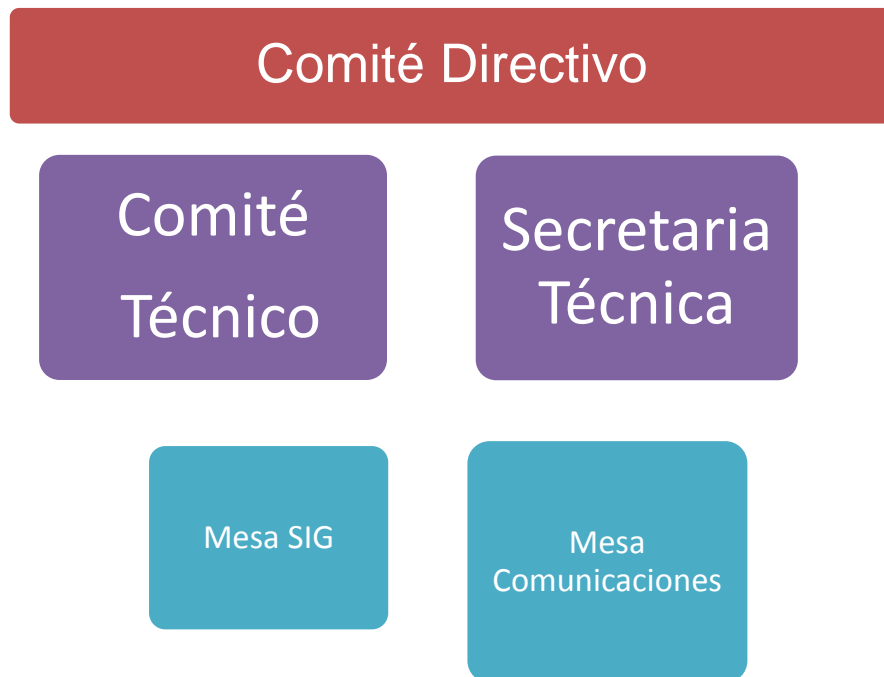 Comité Directivo
Comité
Técnico
Secretaria
Técnica
Mesa SIG
Mesa
Comunicaciones